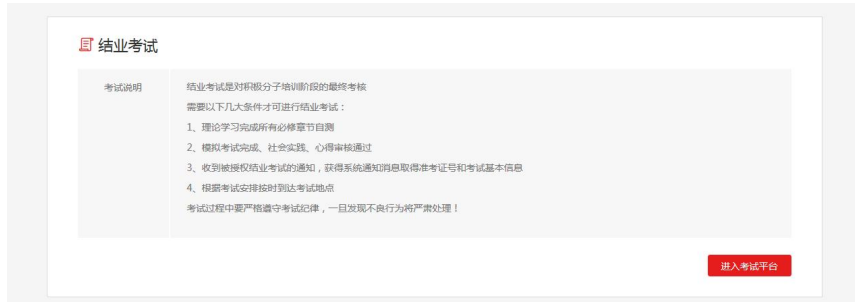 结业考试
考试说明
结业考试是对积极分子培训阶段的最终考核
需要以下几大条件才可进行结业考试：
1、理论学习完成所有必修章节自测
2、模拟考试完成、社会实践、心得审核通过
3、收到被授权结业考试的通知，获得系统通知消息取得准考证号和考试基本信息
4、根据考试安排按时到达考试地点
考试过程中要严格遵守考试纪律，一旦发现不良行为将严肃处理！
进入考试平台